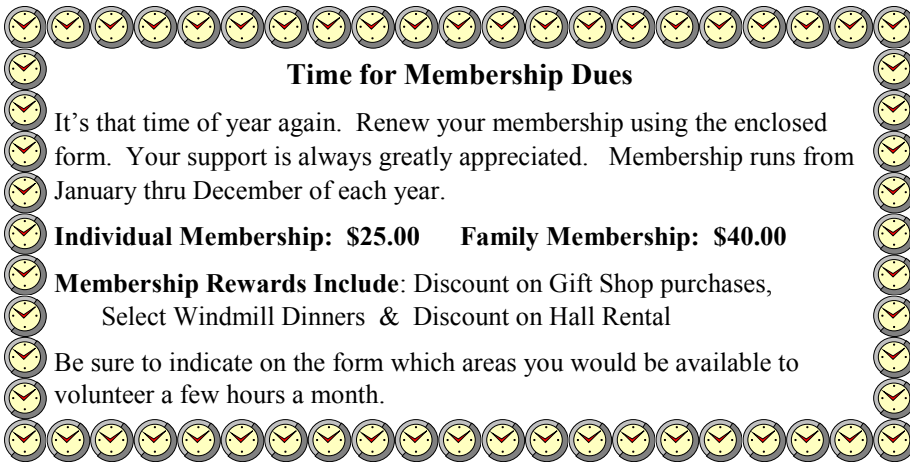 Time for Membership Dues
It’s that time of year again.  Renew your membership using the enclosed
form.  Your support is always greatly appreciated.   Membership runs from
January thru December of each year.
Individual Membership:  $25.00      Family Membership:  $40.00
Membership Rewards Include: Discount on Gift Shop purchases,
Select Windmill Dinners  &  Discount on Hall Rental
Be sure to indicate on the form which areas you would be available to
volunteer a few hours a month.